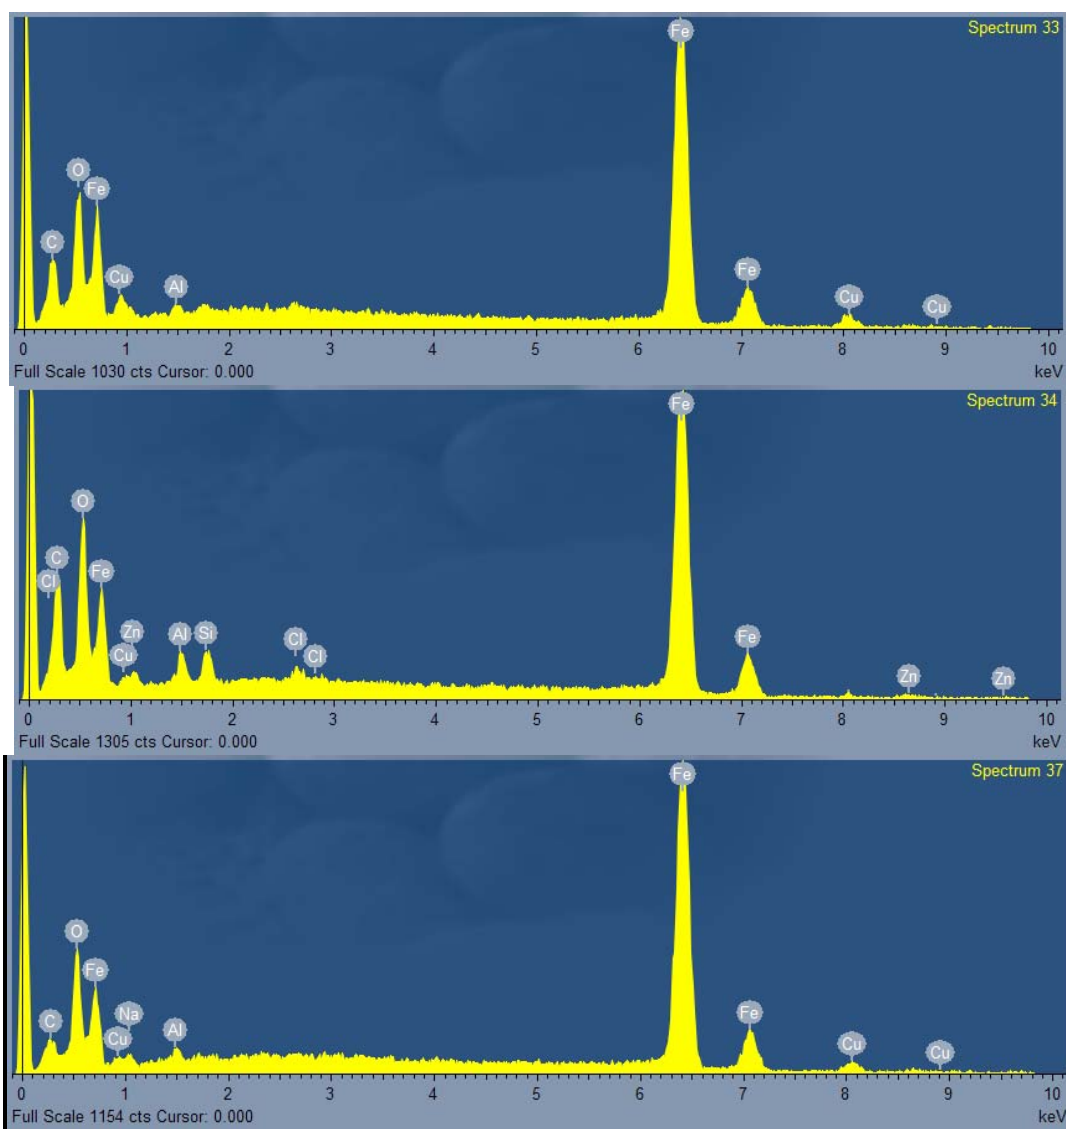 Spectrum 33
Fe
O
Fe
C
Cu
Al
Fe
Cu
Cu
0 1 2 3 4 5 6 7 8 9 10
Full Scale 1030 cts Cursor: 0.000 keV
Spectrum 34
Fe
O
C
Cl
Fe
Zn
Cu
Al
Si
Cl
Cl
Fe
Zn
Zn
0 1 2 3 4 5 6 7 8 9 10
Full Scale 1305 cts Cursor: 0.000 keV
Spectrum 37
Fe
O
Fe
C
Na
Cu
Al
Fe
Cu
Cu
0 1 2 3 4 5 6 7 8 9 10
Full Scale 1154 cts Cursor: 0.000 keV